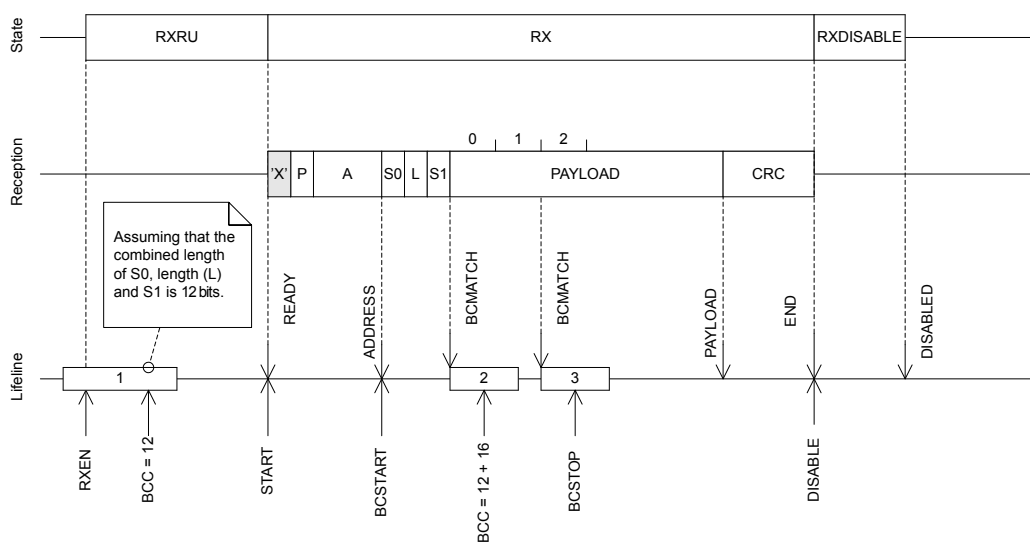 State
RXRU
RX
RXDISABLE
Reception
0
1
2
'X'
P
A
S0
L
S1
PAYLOAD
CRC
Assuming that the
combined length
of S0, length (L)
and S1 is 12 bits.
READY
ADDRESS
BCMATCH
BCMATCH
PAYLOAD
END
DISABLED
Lifeline
1
2
3
RXEN
BCC = 12
START
BCSTART
BCC = 12 + 16
BCSTOP
DISABLE